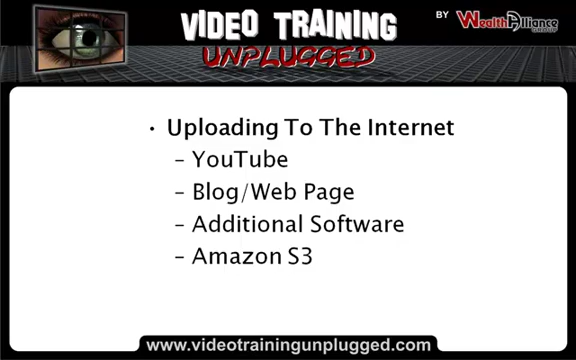 VIDEO TRAINING
UNPLUGGED
BY WealthAlliance
GROUP
• Uploading To The Internet
– YouTube
– Blog/Web Page
– Additional Software
– Amazon S3
www.videotrainingunplugged.com